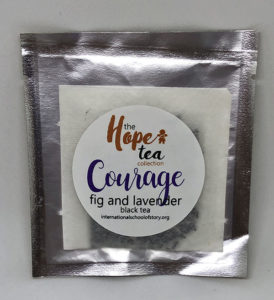 the
Hope
tea
collection
Courage
fig and lavender
black tea
internationalschoolofstory.org